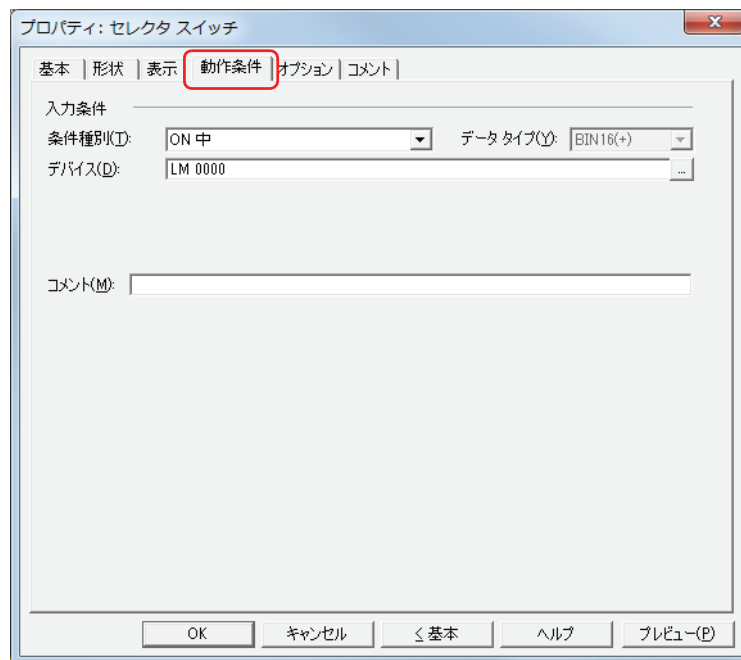 プロパティ: セレクタ スイッチ
基本 形状 表示 動作条件 オプション コメント
入力条件
条件種別(T): ON 中 データ タイプ(Y): BIN16(+)
デバイス(D): LM 0000 ...
コメント(M):
OK キャンセル < 基本 ヘルプ プレビュー(P)